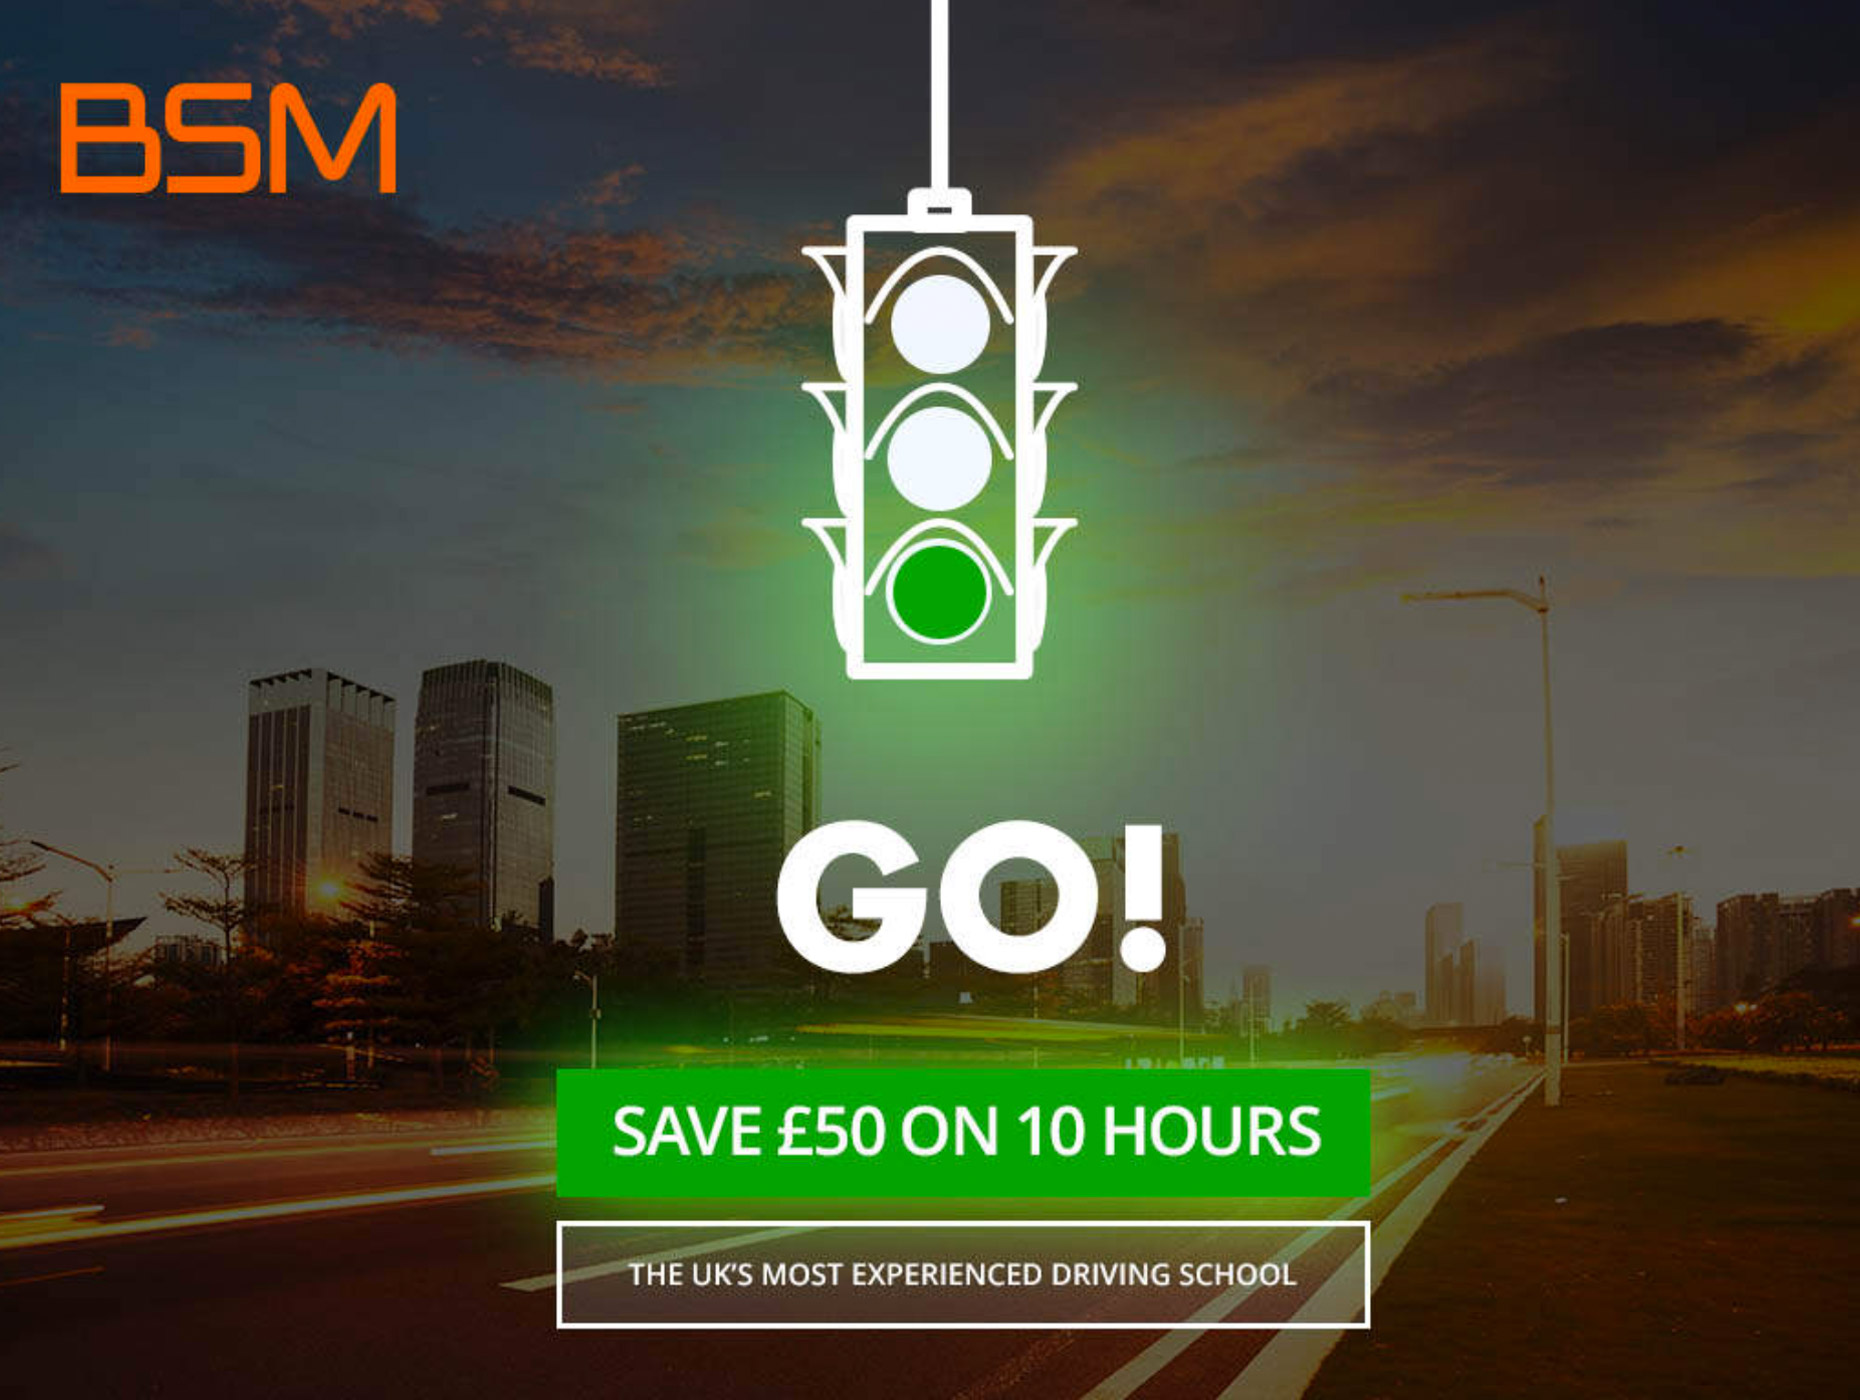 BSM
GO!
SAVE £50 ON 10 HOURS
THE UK'S MOST EXPERIENCED DRIVING SCHOOL